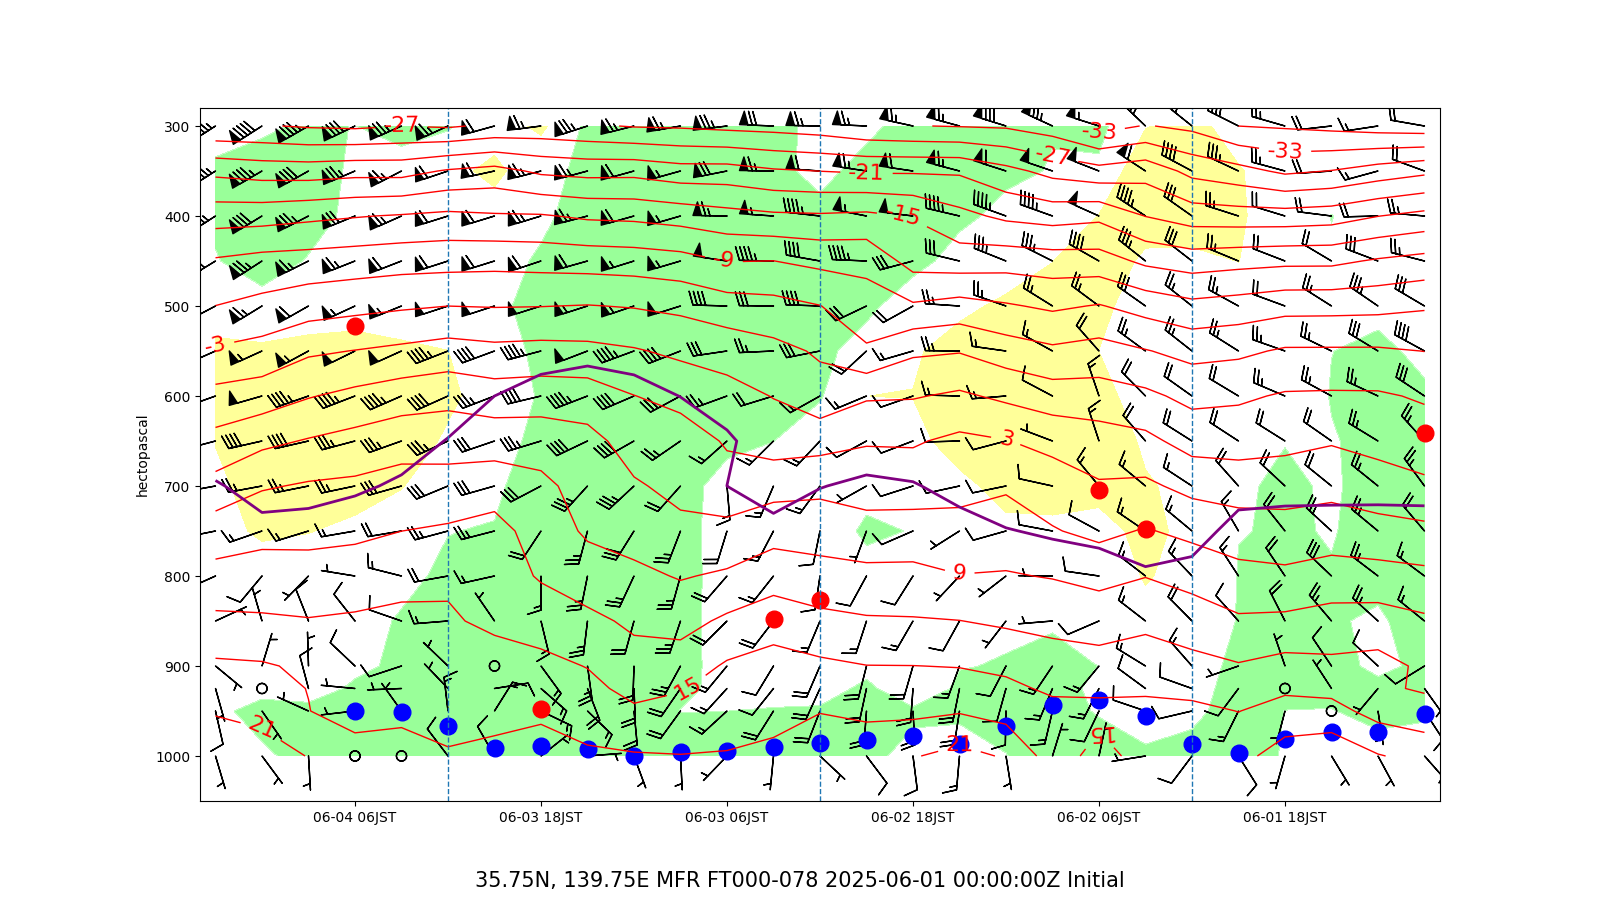 300
400
500
600
700
800
900
1000
hectopascal
-27
-33
-33
-27
-21
-15
-9
-3
3
9
15
21
21
15
06-04 06JST
06-03 18JST
06-03 06JST
06-02 18JST
06-02 06JST
06-01 18JST
35.75N, 139.75E MFR FT000-078 2025-06-01 00:00:00Z Initial